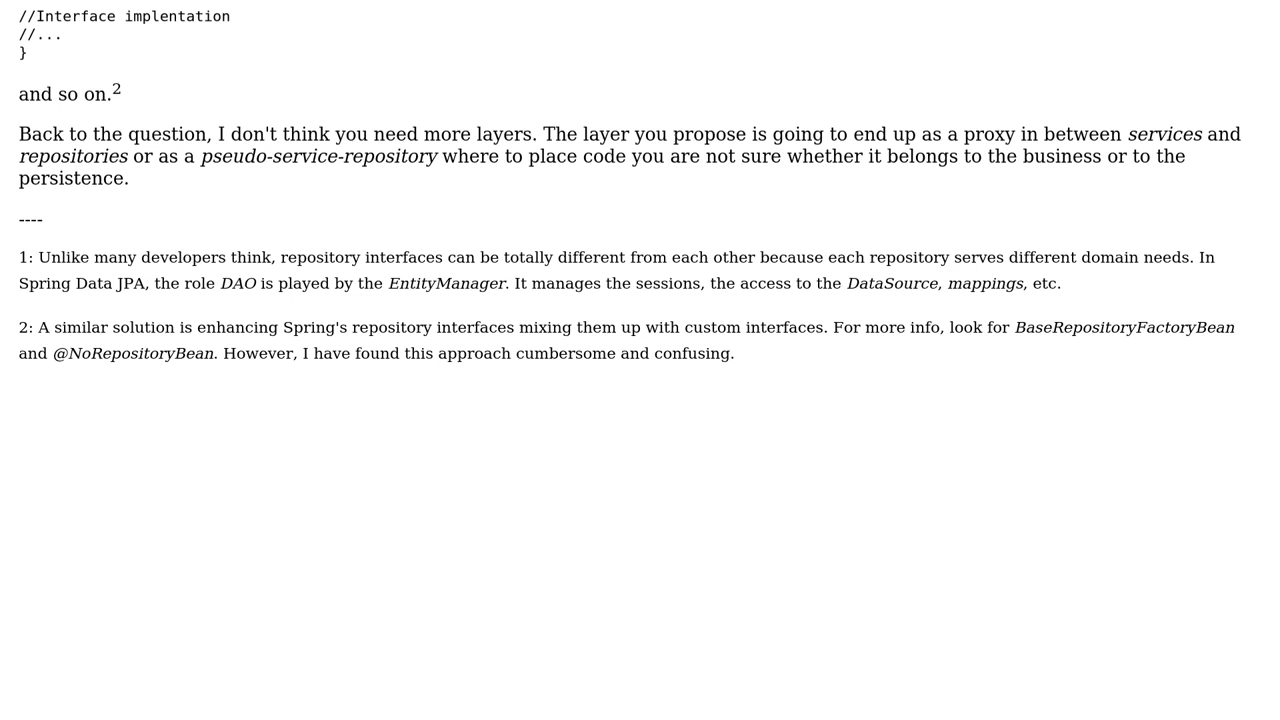 //Interface implentation
//...
}
and so on.2
Back to the question, I don't think you need more layers. The layer you propose is going to end up as a proxy in between services and
repositories or as a pseudo-service-repository where to place code you are not sure whether it belongs to the business or to the
persistence.
----
1: Unlike many developers think, repository interfaces can be totally different from each other because each repository serves different domain needs. In
Spring Data JPA, the role DAO is played by the EntityManager. It manages the sessions, the access to the DataSource, mappings, etc.
2: A similar solution is enhancing Spring's repository interfaces mixing them up with custom interfaces. For more info, look for BaseRepositoryFactoryBean
and @NoRepositoryBean. However, I have found this approach cumbersome and confusing.